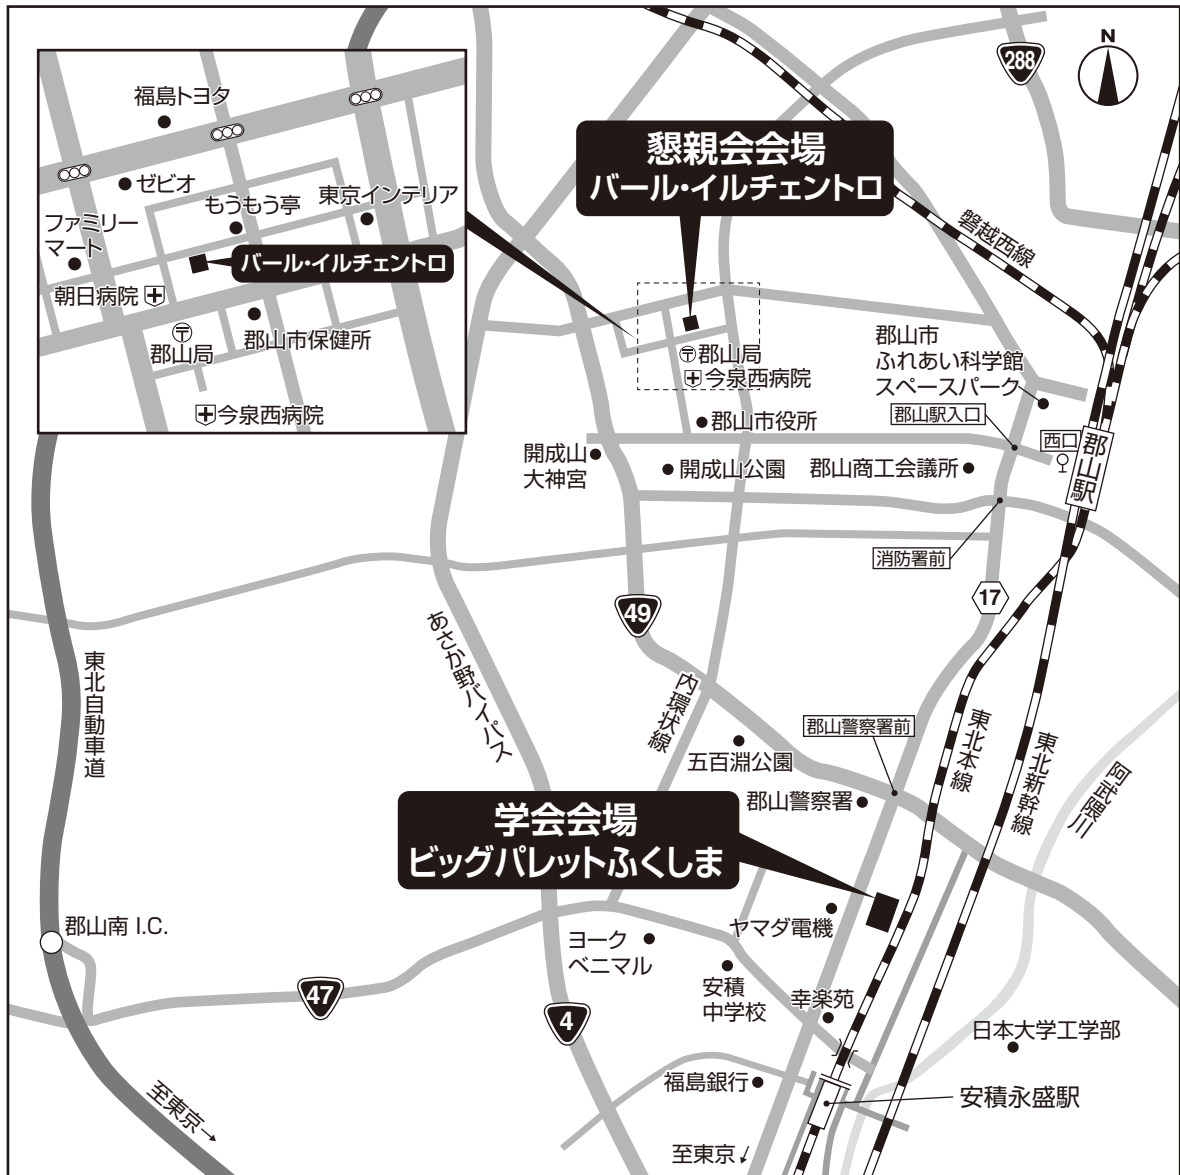 N
288
福島トヨタ
ゼビオ
もうもう亭
東京インテリア
ファミリー
マート
バール・イルチェントロ
朝日病院
〒
郡山局
郡山市保健所
今泉西病院
懇親会会場
バール・イルチェントロ
磐越西線
〒郡山局
今泉西病院
郡山市
ふれあい科学館
スペースパーク
郡山駅入口
西口
郡山駅
郡山市役所
開成山
大神宮
開成山公園
郡山商工会議所
消防署前
17
49
あさか野バイパス
内環状線
東北自動車道
五百淵公園
郡山警察署前
郡山警察署
東北本線
東北新幹線
阿武隈川
学会会場
ビッグパレットふくしま
ヤマダ電機
郡山南 I.C.
ヨーク
ベニマル
47
4
安積
中学校
幸楽苑
日本大学工学部
福島銀行
安積永盛駅
至東京→
至東京↓